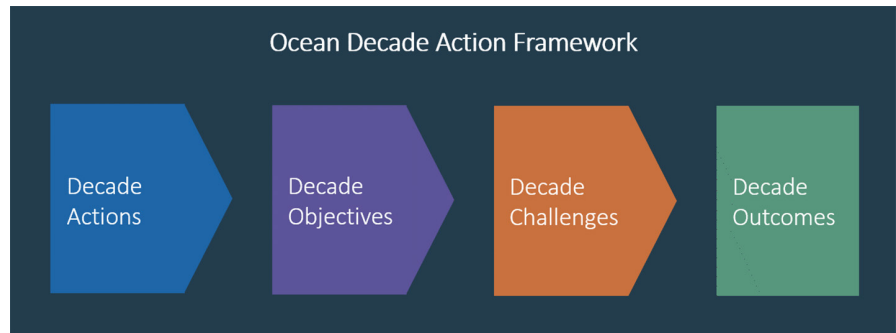 Ocean Decade Action Framework
Decade
Actions
Decade
Objectives
Decade
Challenges
Decade
Outcomes